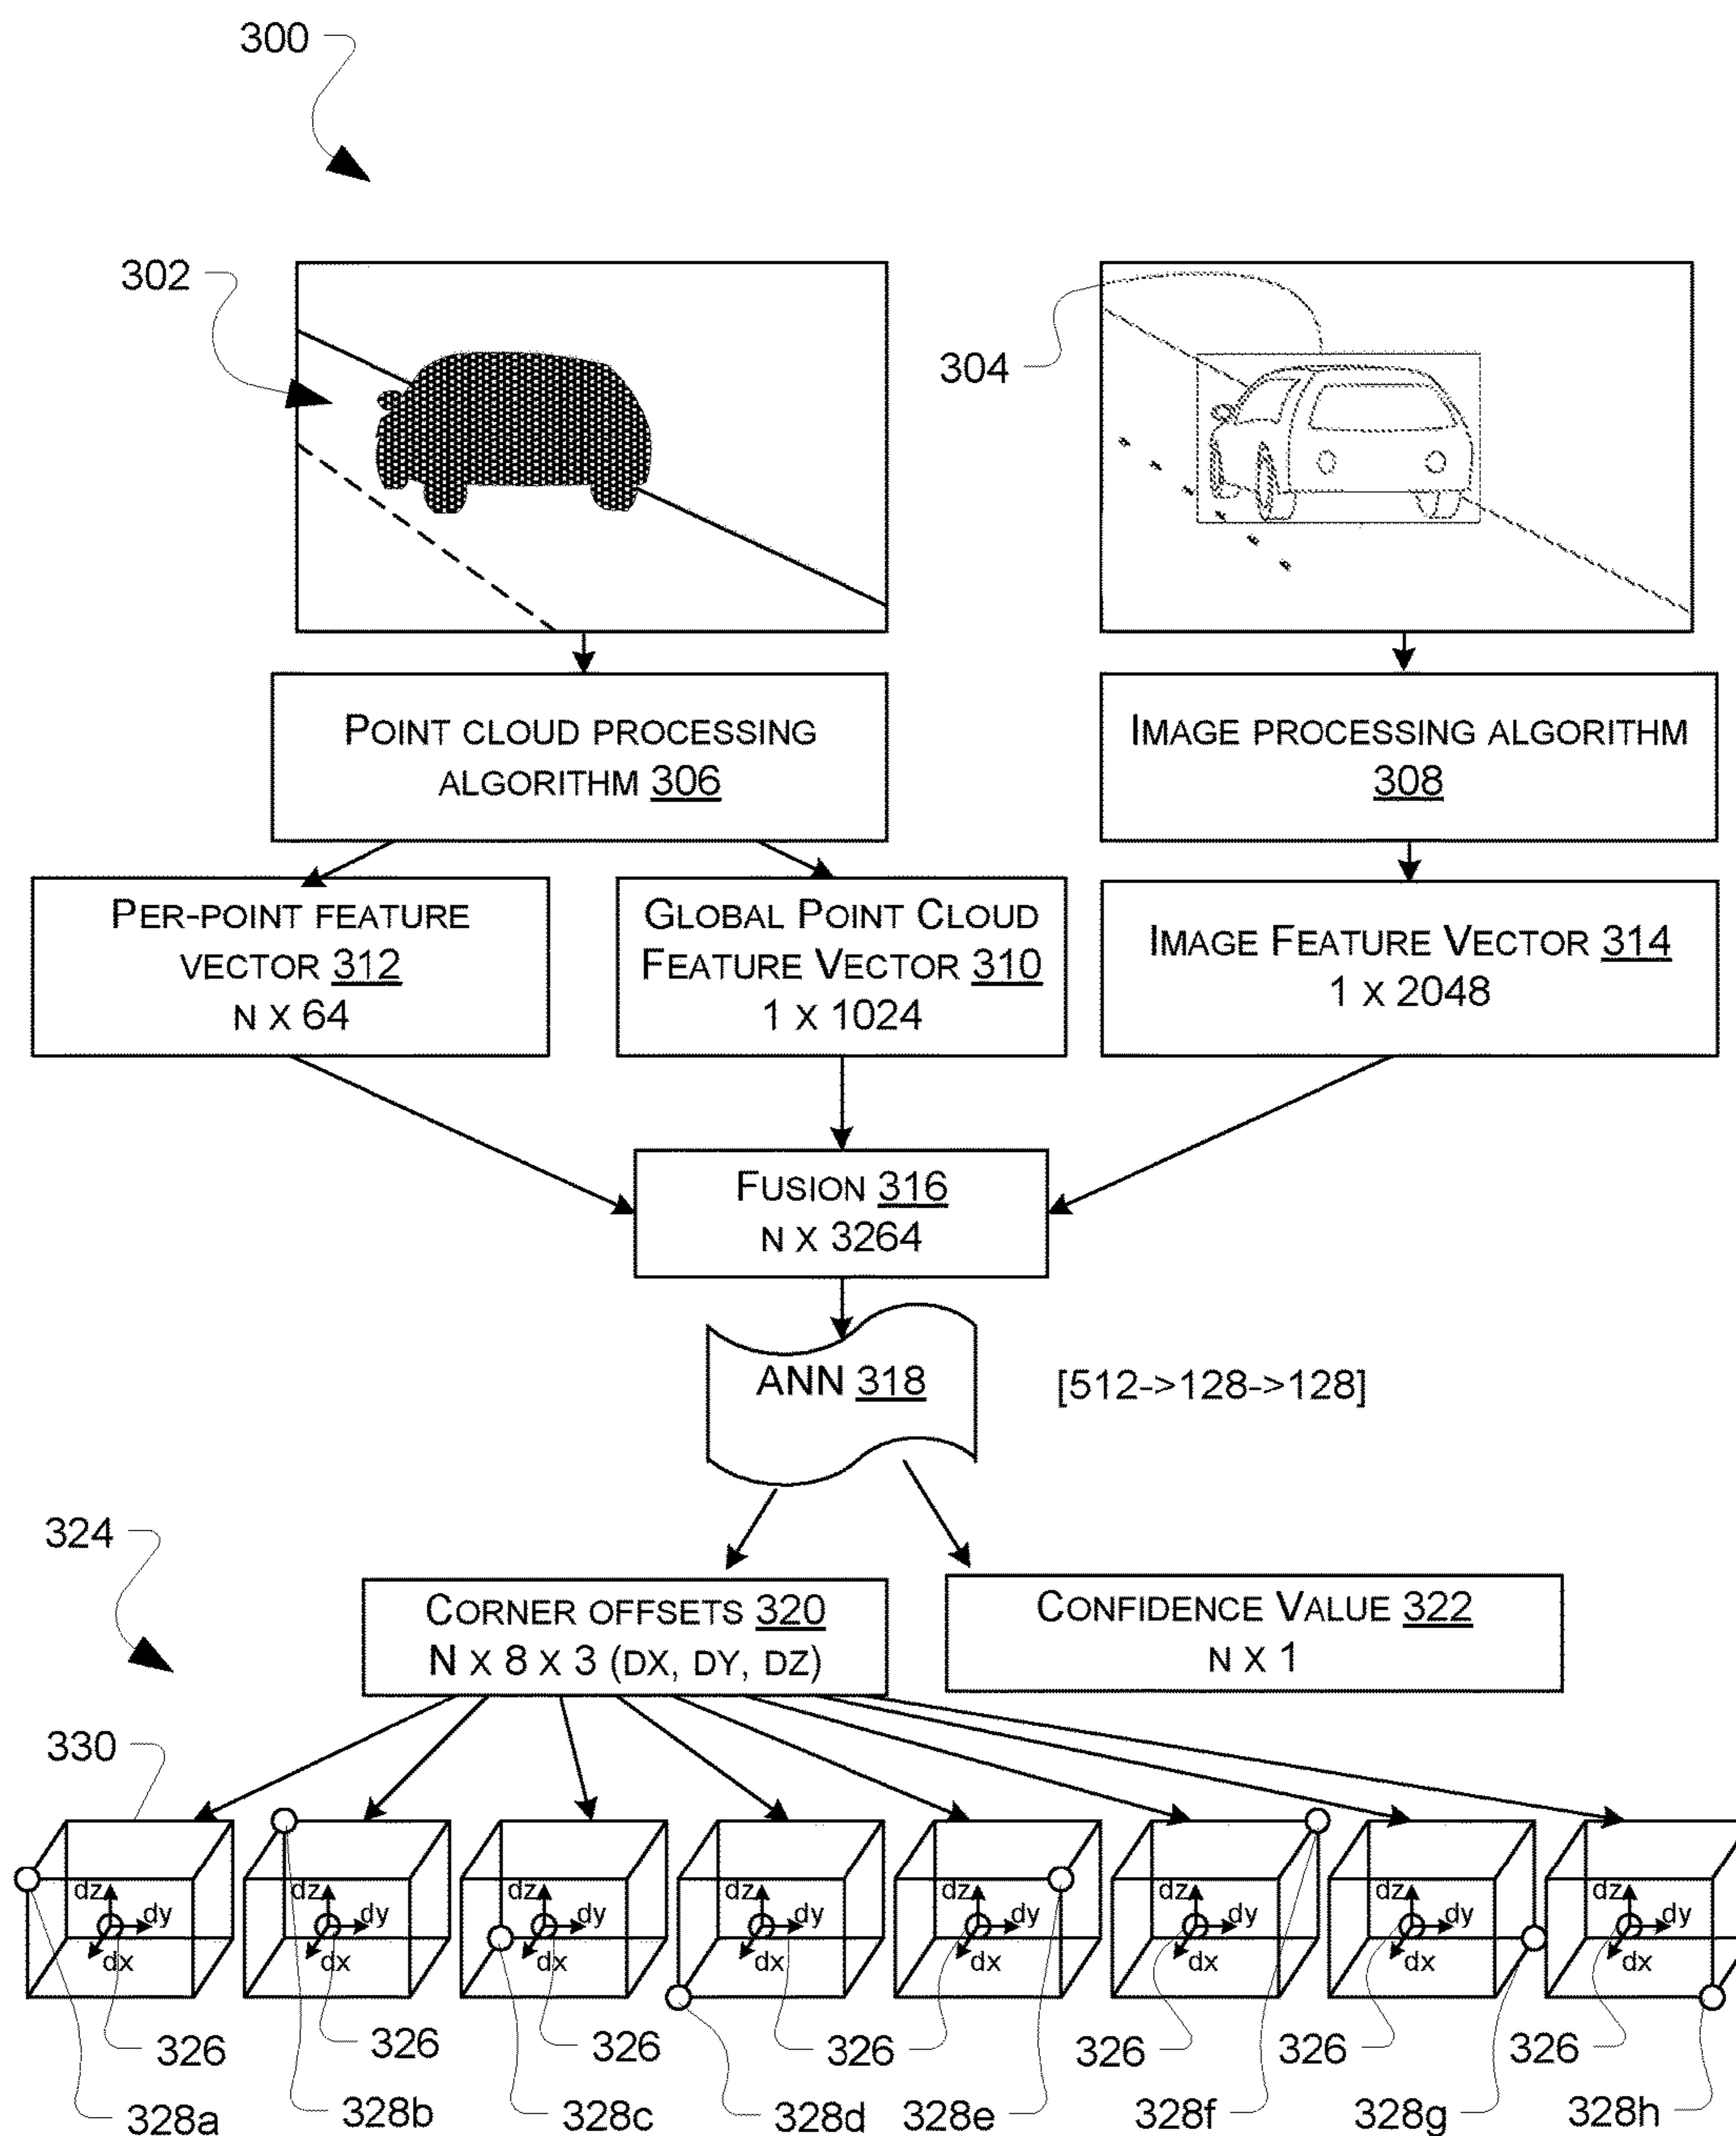 300
302
304
POINT CLOUD PROCESSING
ALGORITHM 306
IMAGE PROCESSING ALGORITHM
308
PER-POINT FEATURE
VECTOR 312
N X 64
GLOBAL POINT CLOUD
FEATURE VECTOR 310
1 X 1024
IMAGE FEATURE VECTOR 314
1 X 2048
FUSION 316
N X 3264
ANN 318
[512->128->128]
324
CORNER OFFSETS 320
N X 8 X 3 (DX, DY, DZ)
CONFIDENCE VALUE 322
N X 1
330
dz dy dx
dz dy dx
dz dy dx
dz dy dx
dz dy dx
dz dy dx
dz dy dx
dz dy dx
326 326 326 326 326 326 326
328a 328b 328c 328d 328e 328f 328g 328h